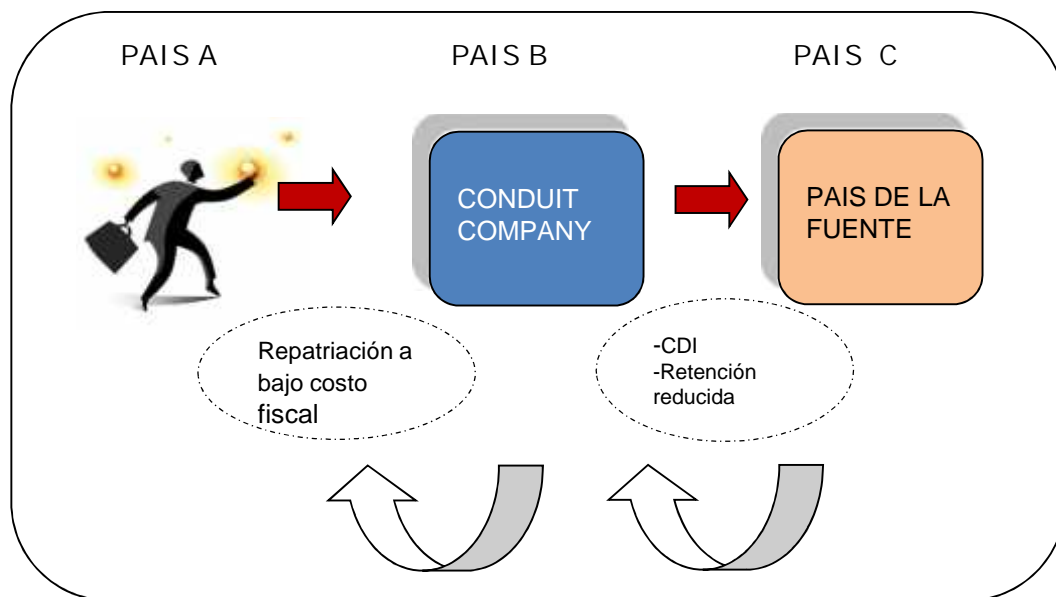 PAIS A
PAIS B
PAIS C
CONDUIT
COMPANY
PAIS DE LA
FUENTE
Repatriación a
bajo costo
fiscal
-CDI
-Retención
reducida